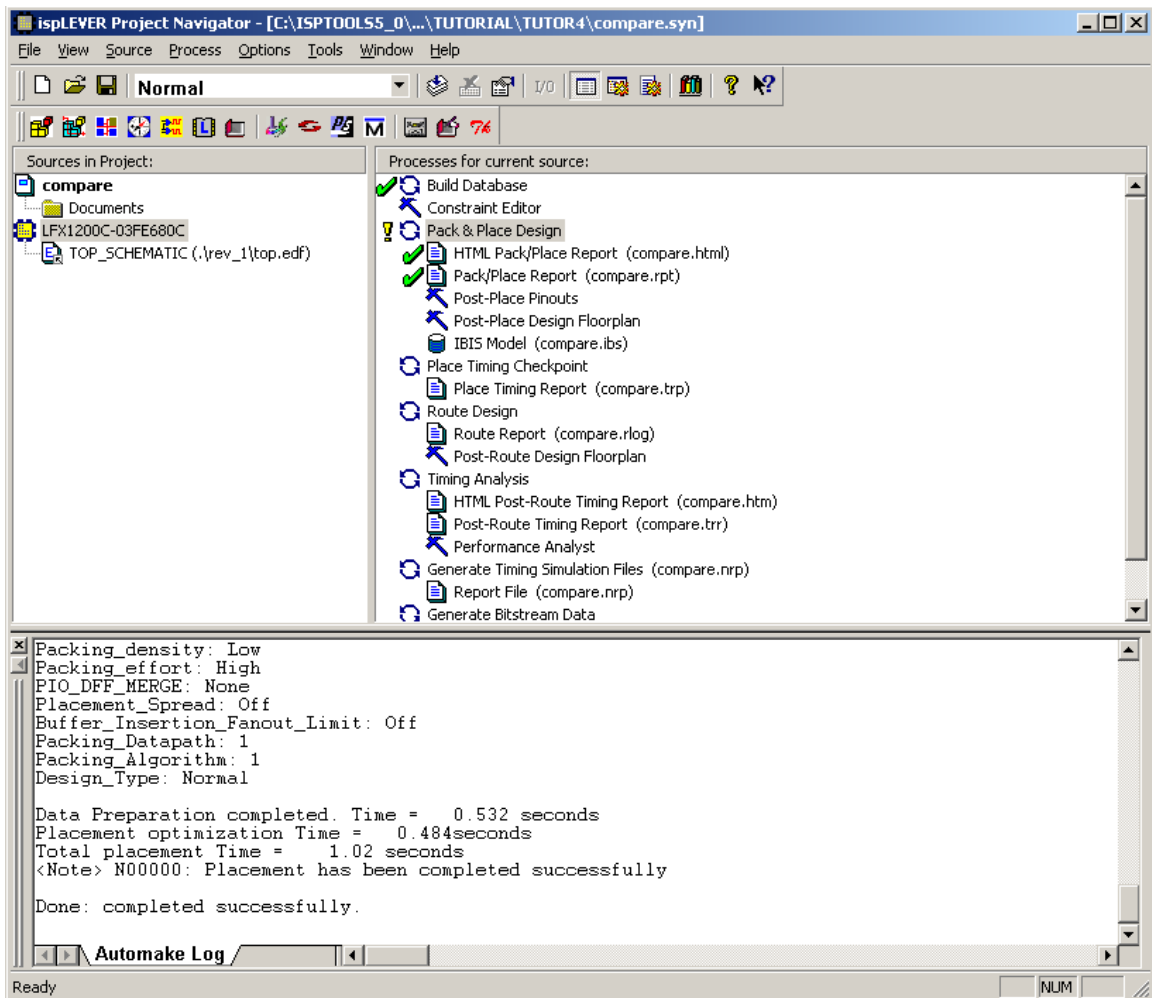 ispLEVER Project Navigator - [C:\ISPTOOLS5_0\...\TUTORIAL\TUTOR4\compare.syn]
File View Source Process Options Tools Window Help
Normal
I/O
Sources in Project:
compare
Documents
LFX1200C-03FE680C
TOP_SCHEMATIC (.\rev_1\top.edf)
Processes for current source:
Build Database
Constraint Editor
Pack & Place Design
HTML Pack/Place Report (compare.html)
Pack/Place Report (compare.rpt)
Post-Place Pinouts
Post-Place Design Floorplan
IBIS Model (compare.ibs)
Place Timing Checkpoint
Place Timing Report (compare.trp)
Route Design
Route Report (compare.rlog)
Post-Route Design Floorplan
Timing Analysis
HTML Post-Route Timing Report (compare.htm)
Post-Route Timing Report (compare.trr)
Performance Analyst
Generate Timing Simulation Files (compare.nrp)
Report File (compare.nrp)
Generate Bitstream Data
Packing_density: Low
Packing_effort: High
PIO_DFF_MERGE: None
Placement_Spread: Off
Buffer_Insertion_Fanout_Limit: Off
Packing_Datapath: 1
Packing_Algorithm: 1
Design_Type: Normal
Data Preparation completed. Time = 0.532 seconds
Placement optimization Time = 0.484seconds
Total placement Time = 1.02 seconds
<Note> N00000: Placement has been completed successfully
Done: completed successfully.
Automake Log
Ready
NUM